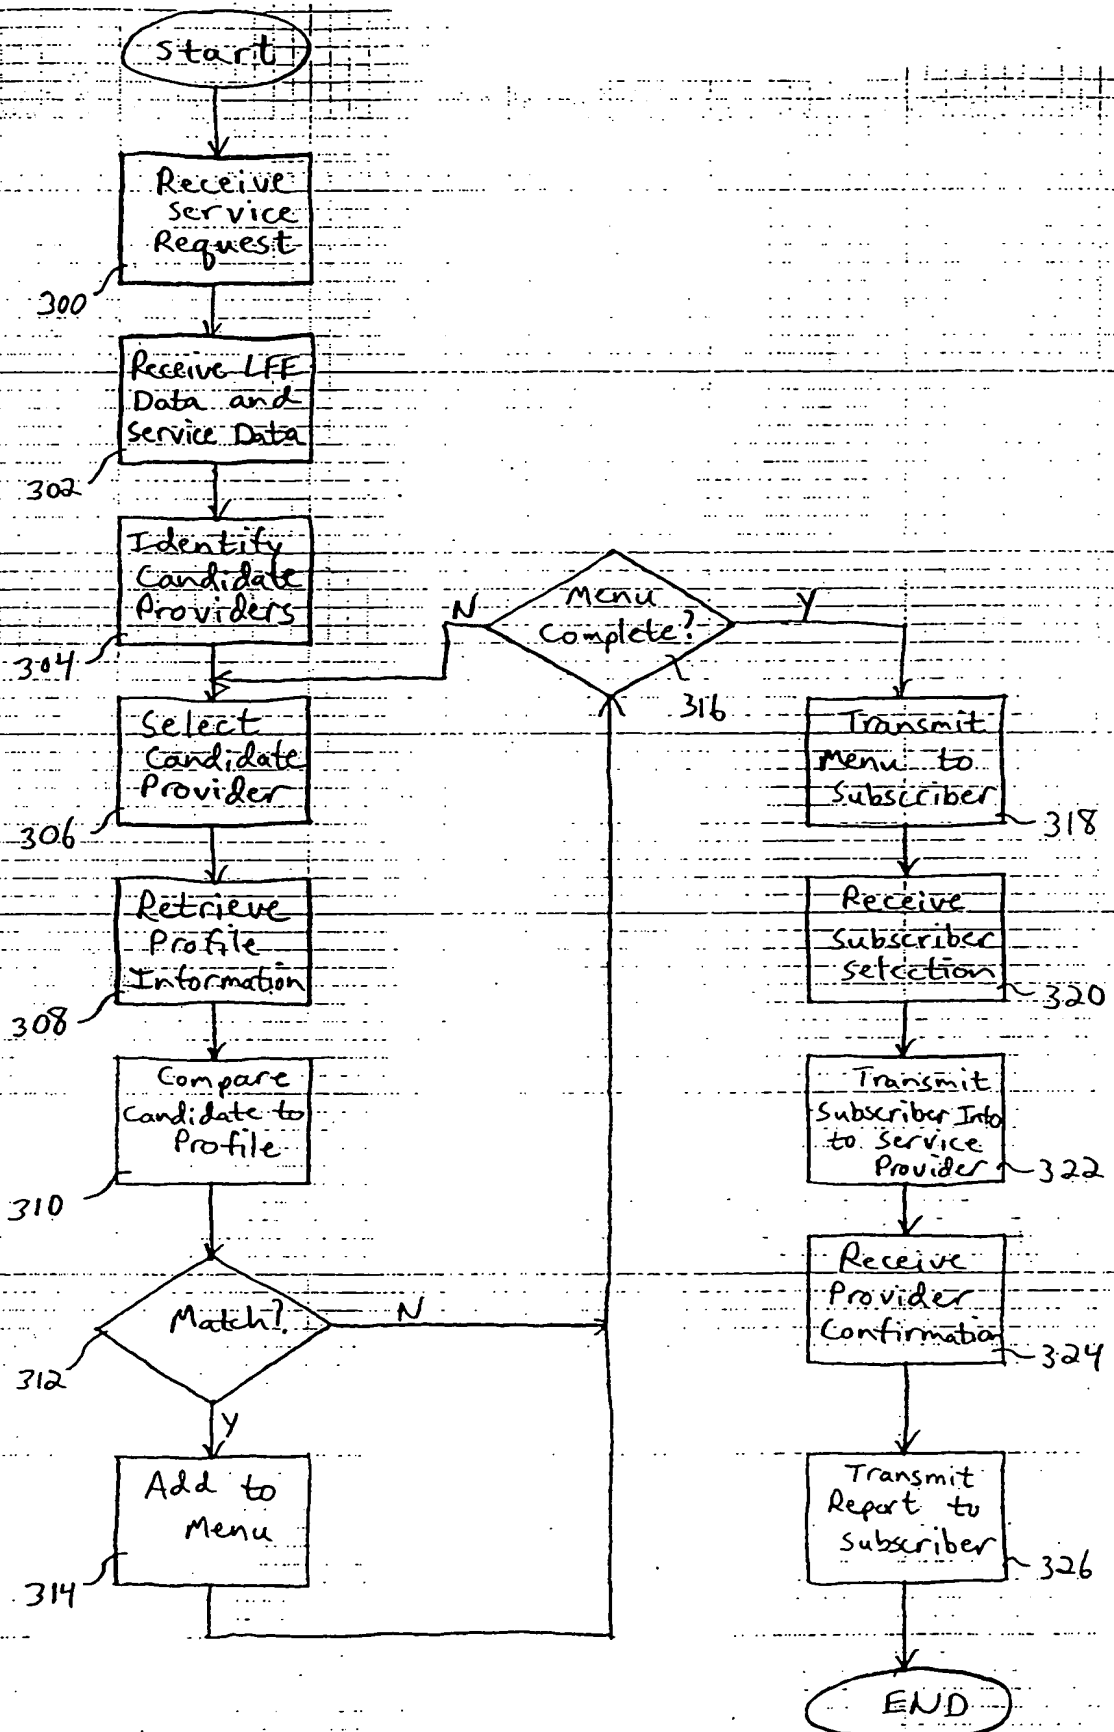 Start
Receive
Service
Request
300
Receive LFE
Data and
Service Data
302
Identify
Candidate
Providers
304
Select
Candidate
Provider
306
Retrieve
Profile
Information
308
Compare
Candidate to
Profile
310
Match?
N
312
Y
Add to
Menu
314
Menu
Complete?
N
Y
316
Transmit
Menu to
Subscriber
318
Receive
Subscriber
Selection
320
Transmit
Subscriber Info
to Service
Provider
322
Receive
Provider
Confirmation
324
Transmit
Report to
Subscriber
326
END